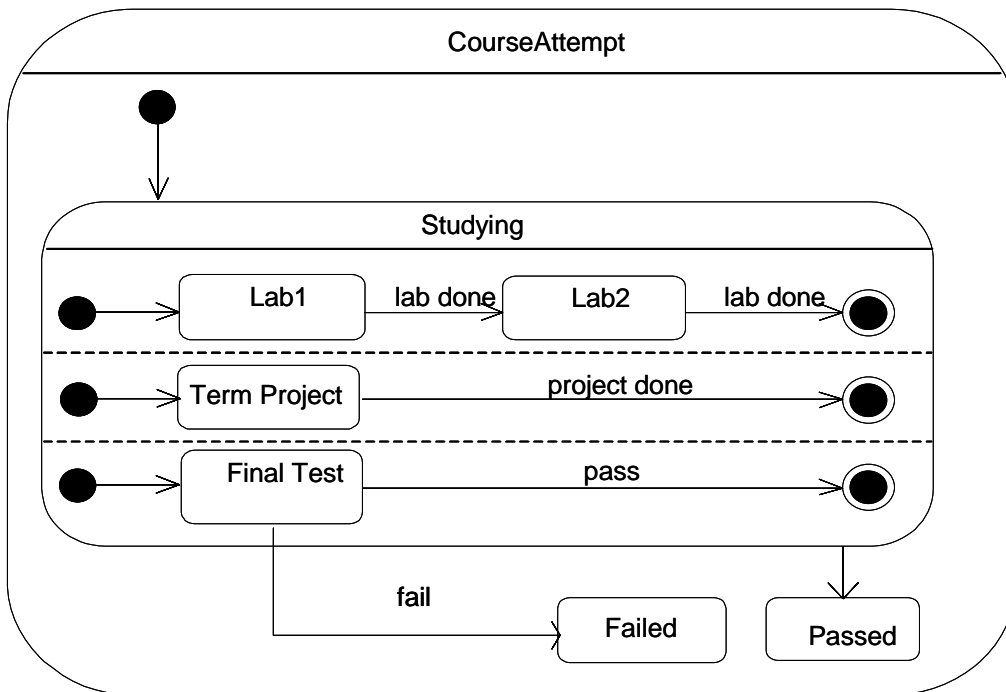 CourseAttempt
Studying
Lab1
lab done
Lab2
lab done
Term Project
project done
Final Test
pass
fail
Failed
Passed